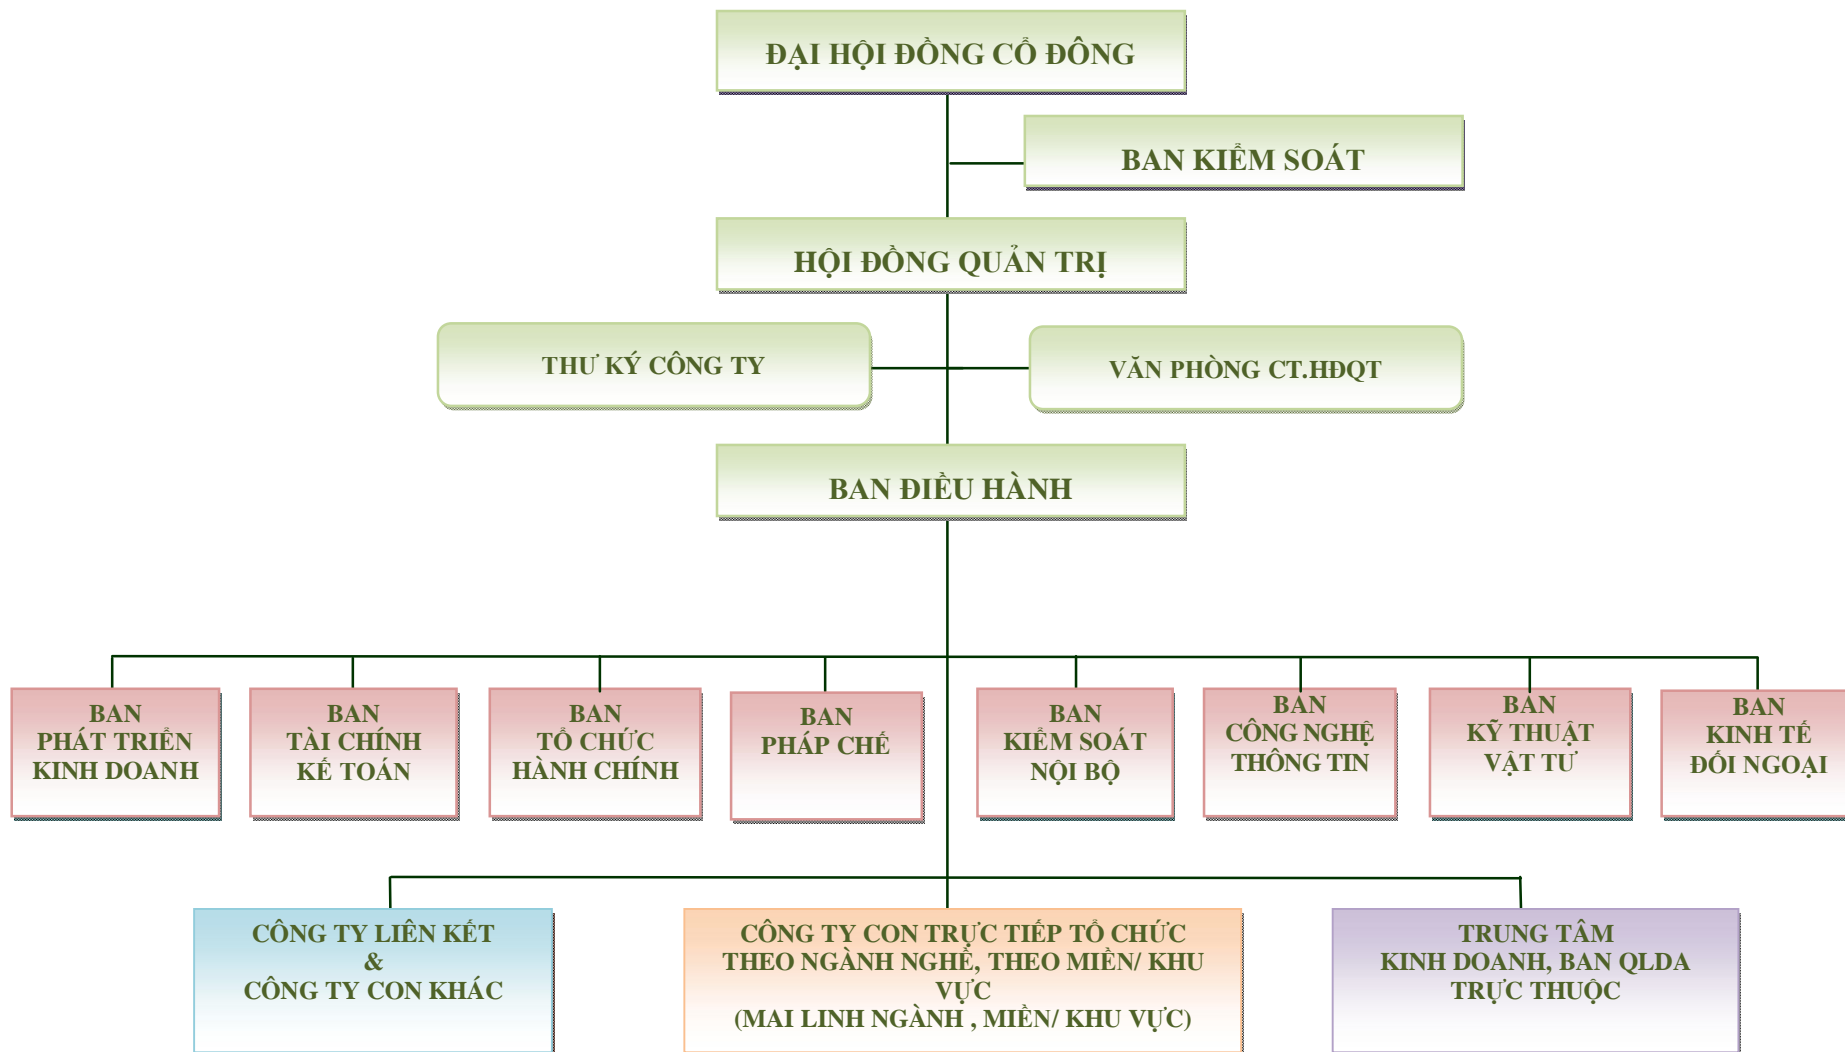 ĐẠI HỘI ĐỒNG CỔ ĐÔNG
BAN KIỂM SOÁT
HỘI ĐỒNG QUẢN TRỊ
THƯ KÝ CÔNG TY
VĂN PHÒNG CT.HĐQT
BAN ĐIỀU HÀNH
BAN
PHÁT TRIỂN
KINH DOANH
BAN
TÀI CHÍNH
KẾ TOÁN
BAN
TỔ CHỨC
HÀNH CHÍNH
BAN
PHÁP CHẾ
BAN
KIỂM SOÁT
NỘI BỘ
BAN
CÔNG NGHỆ
THÔNG TIN
BAN
KỸ THUẬT
VẬT TƯ
BAN
KINH TẾ
ĐỐI NGOẠI
CÔNG TY LIÊN KẾT
&
CÔNG TY CON KHÁC
CÔNG TY CON TRỰC TIẾP TỔ CHỨC
THEO NGÀNH NGHỀ, THEO MIỀN/ KHU
VỰC
(MAI LINH NGÀNH , MIỀN/ KHU VỰC)
TRUNG TÂM
KINH DOANH, BAN QLDA
TRỰC THUỘC